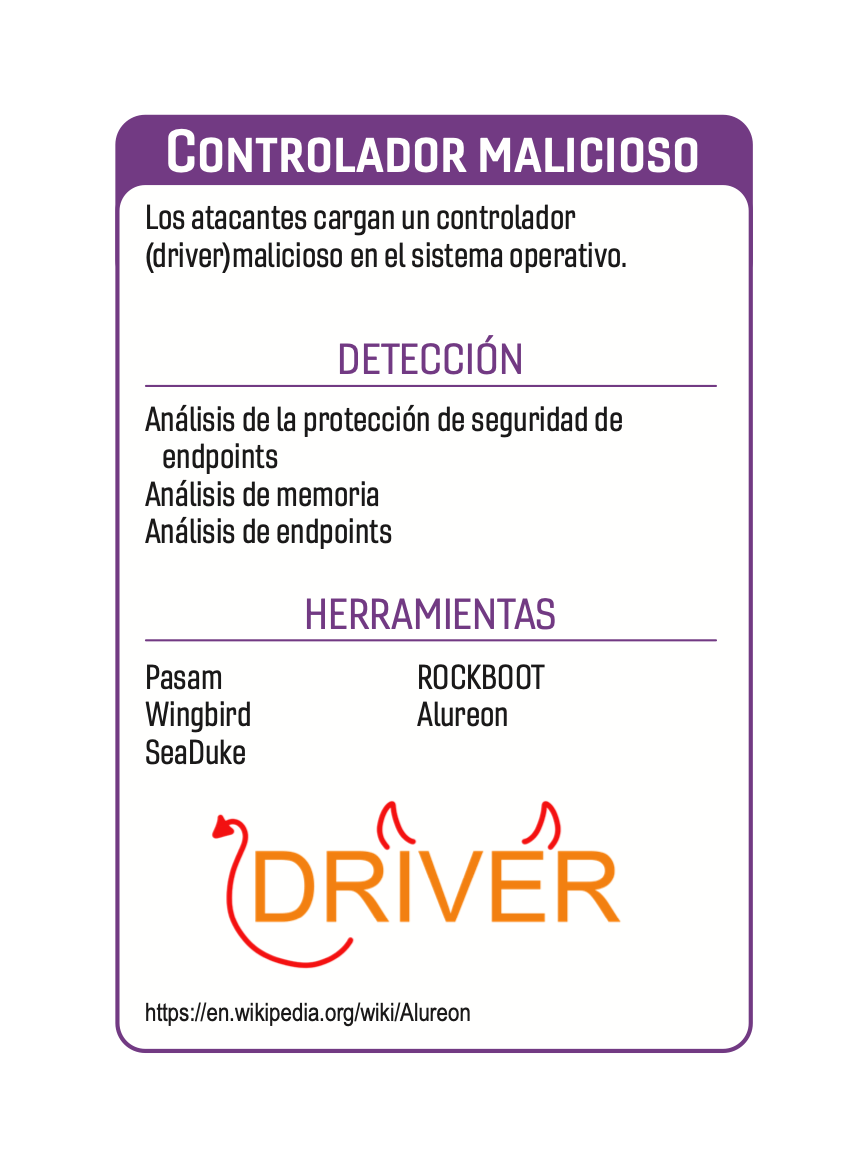 CONTROLADOR MALICIOSO
Los atacantes cargan un controlador
(driver)malicioso en el sistema operativo.
DETECCIÓN
Análisis de la protección de seguridad de
endpoints
Análisis de memoria
Análisis de endpoints
HERRAMIENTAS
Pasam
Wingbird
SeaDuke
ROCKBOOT
Alureon
DRIVER
https://en.wikipedia.org/wiki/Alureon